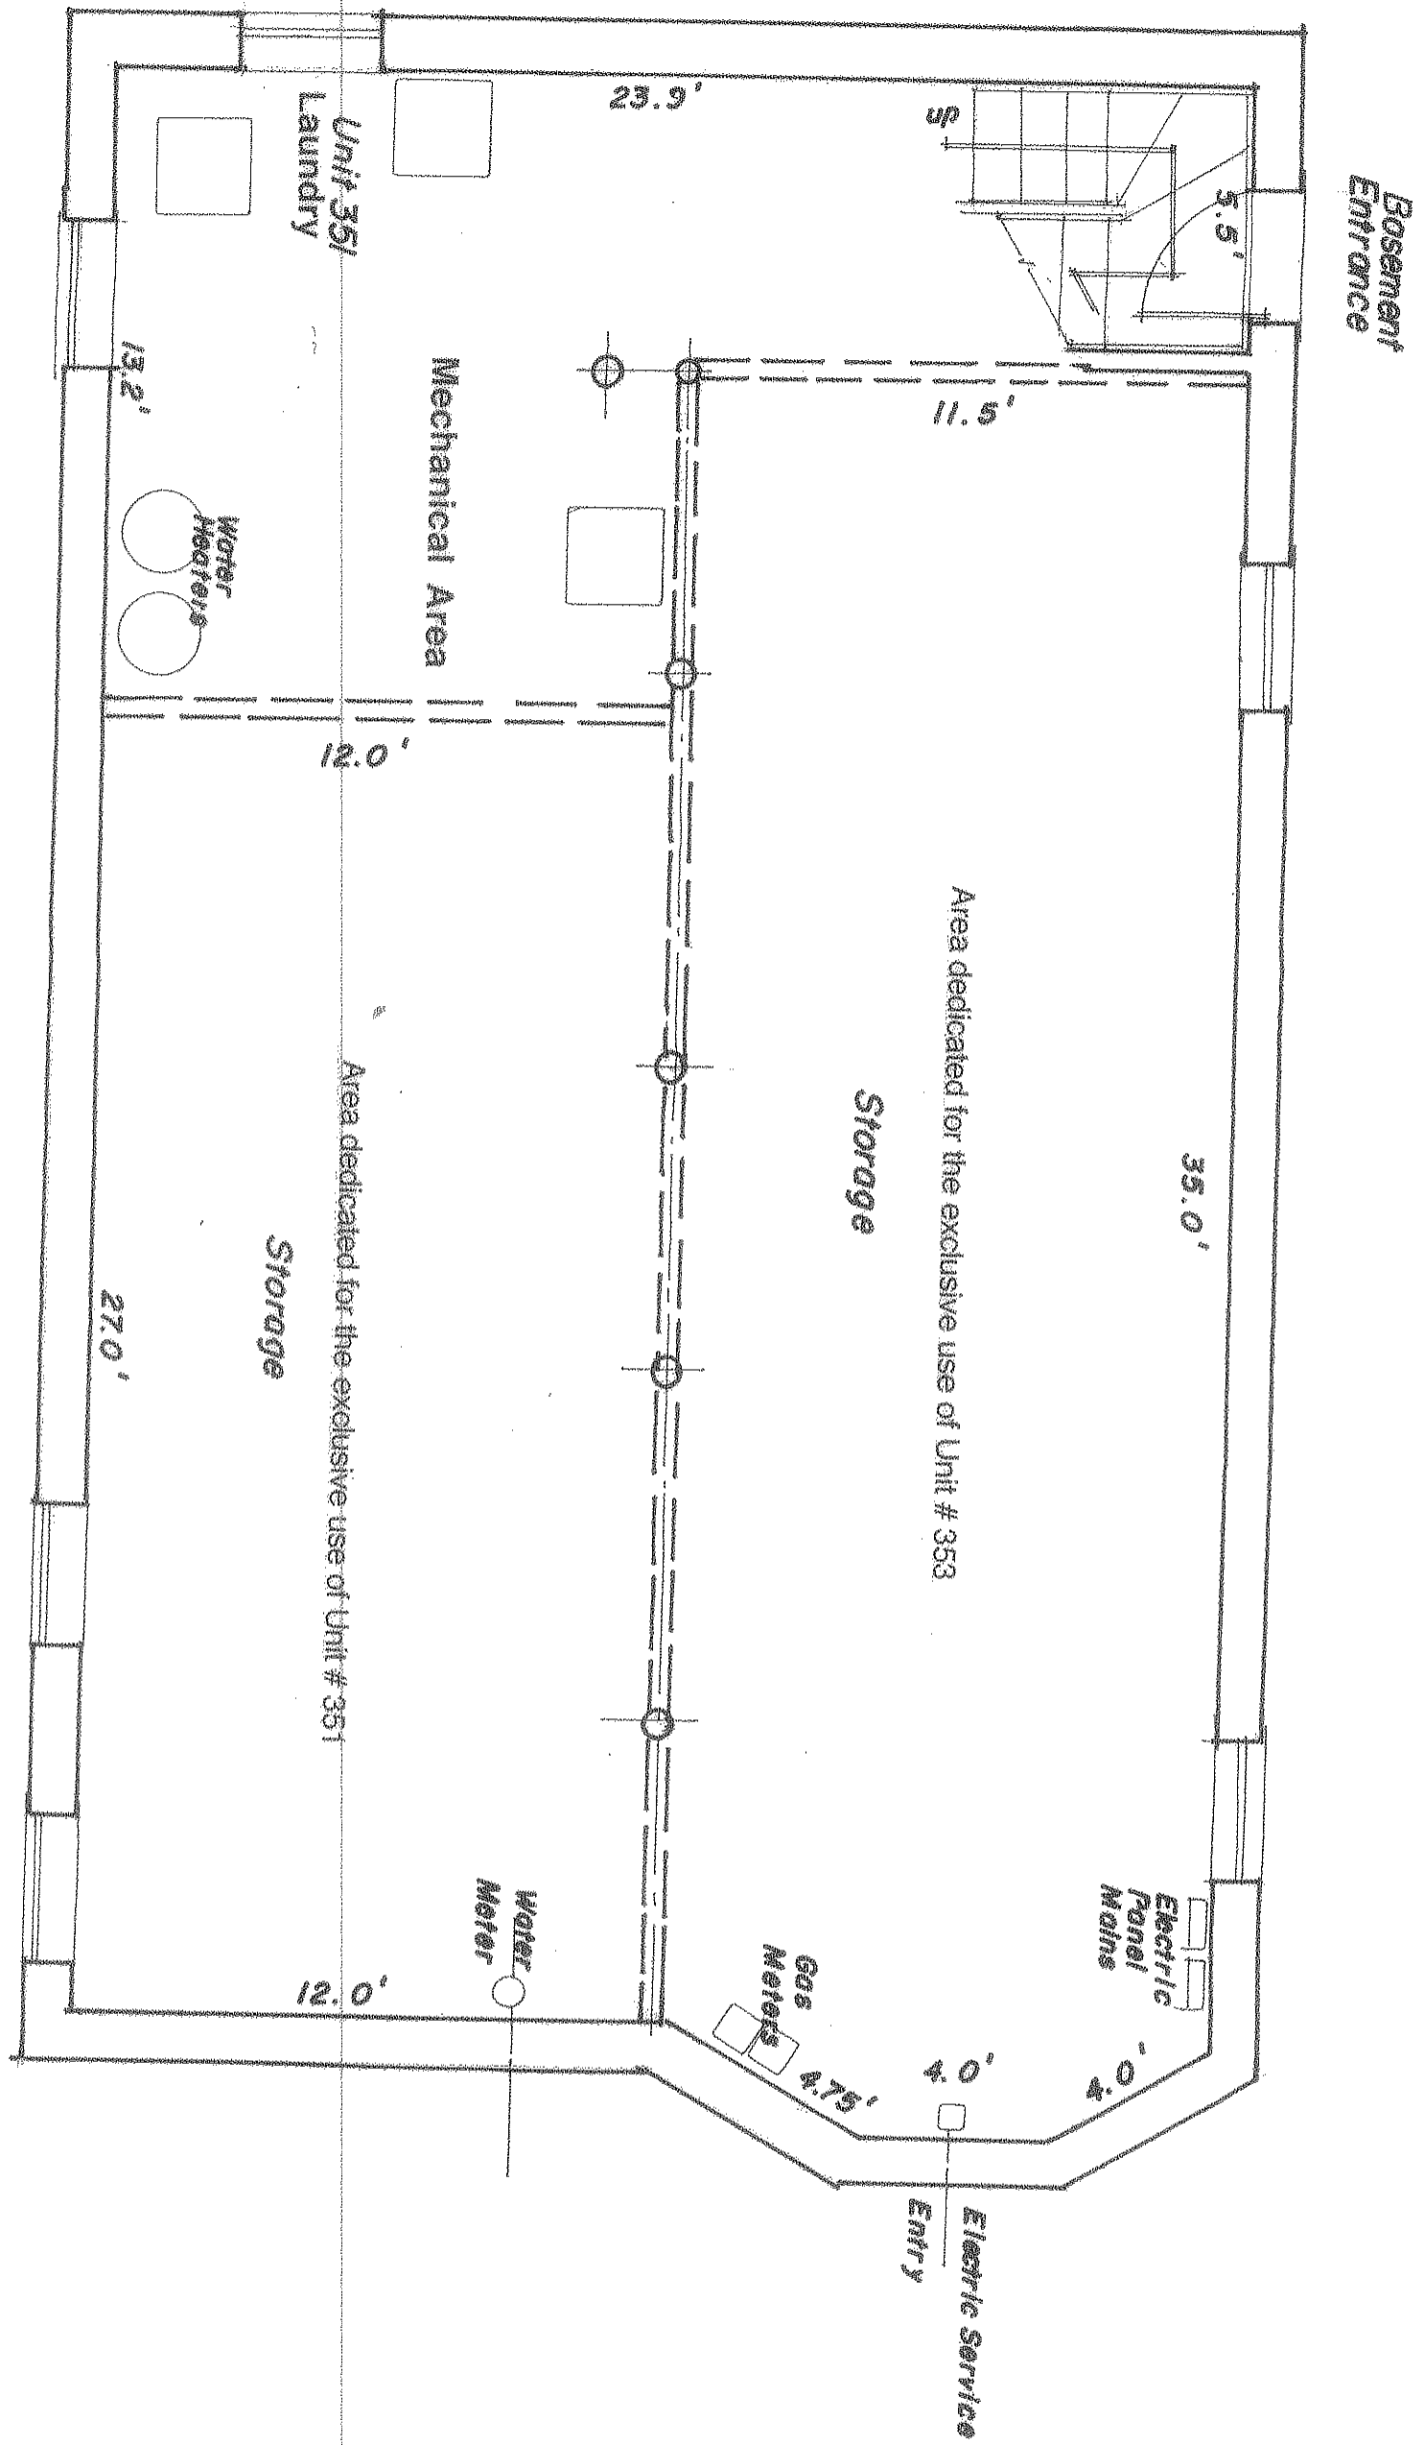 Basement
Entrance
5.5'
up
23.9'
Unit 351
Laundry
Mechanical Area
13.2'
Water
Heaters
11.5'
12.0'
Area dedicated for the exclusive use of Unit # 353
Storage
35.0'
Area dedicated for the exclusive use of Unit # 351
Storage
27.0'
Electric
Panel
Mains
Gas
Meters
Water
Meter
12.0'
4.75'
4.0'
4.0'
Electric Service
Entry